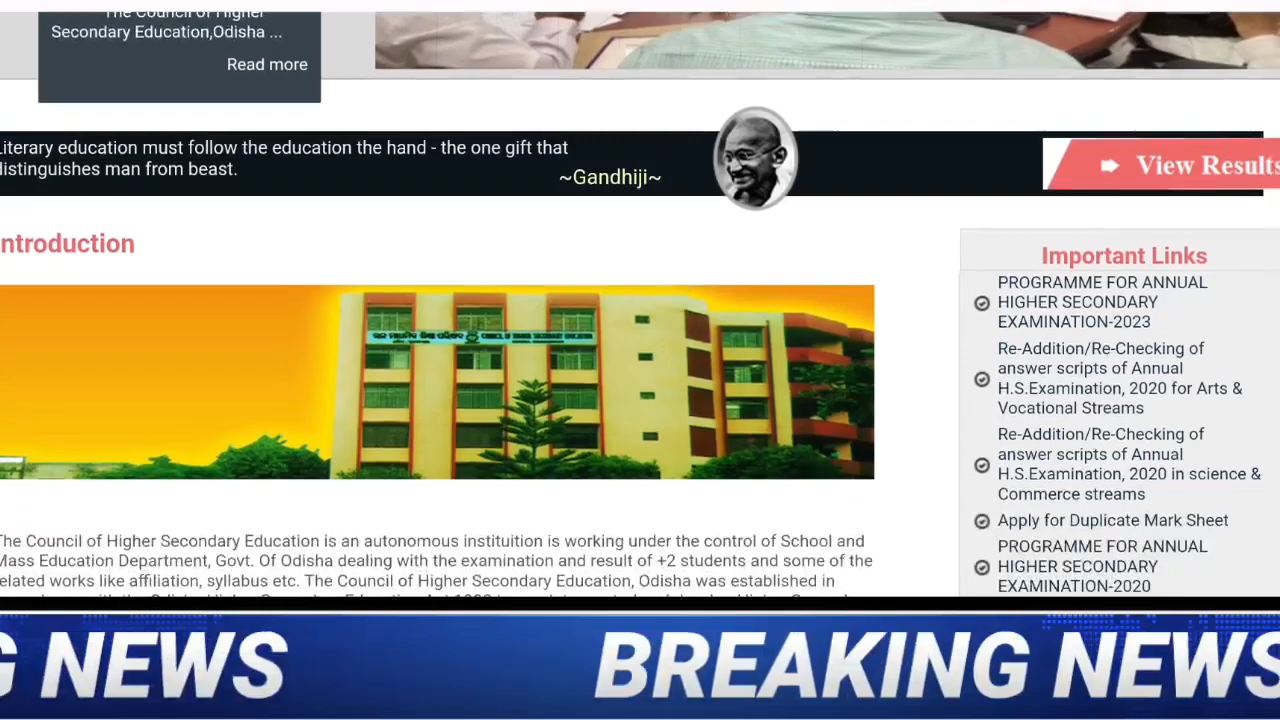 The Council of Higher
Secondary Education,Odisha ...
Read more
Literary education must follow the education the hand - the one gift that
distinguishes man from beast.
~Gandhiji~
View Results
ntroduction
Important Links
PROGRAMME FOR ANNUAL
HIGHER SECONDARY
EXAMINATION-2023
Re-Addition/Re-Checking of
answer scripts of Annual
H.S.Examination, 2020 for Arts &
Vocational Streams
Re-Addition/Re-Checking of
answer scripts of Annual
H.S.Examination, 2020 in science &
Commerce streams
Apply for Duplicate Mark Sheet
PROGRAMME FOR ANNUAL
HIGHER SECONDARY
EXAMINATION-2020
The Council of Higher Secondary Education is an autonomous instituition is working under the control of School and
Mass Education Department, Govt. Of Odisha dealing with the examination and result of +2 students and some of the
elated works like affiliation, syllabus etc. The Council of Higher Secondary Education, Odisha was established in
G NEWS
BREAKING NEWS